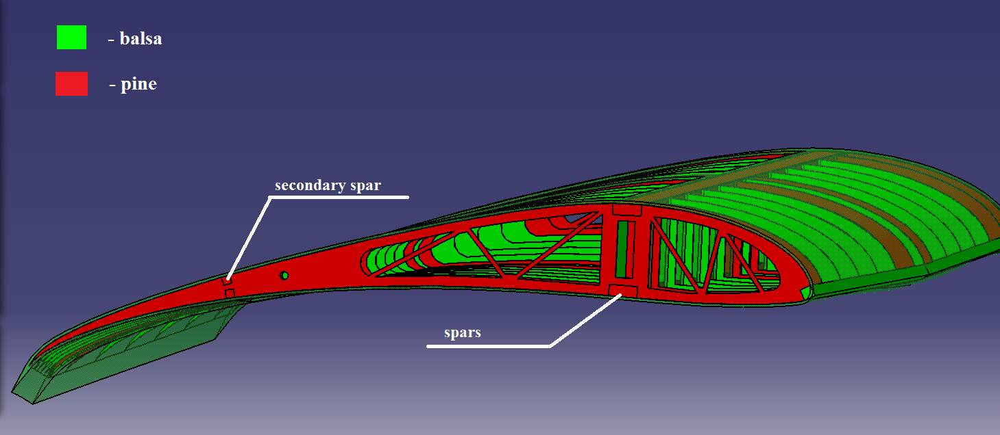 - balsa
- pine
secondary spar
spars